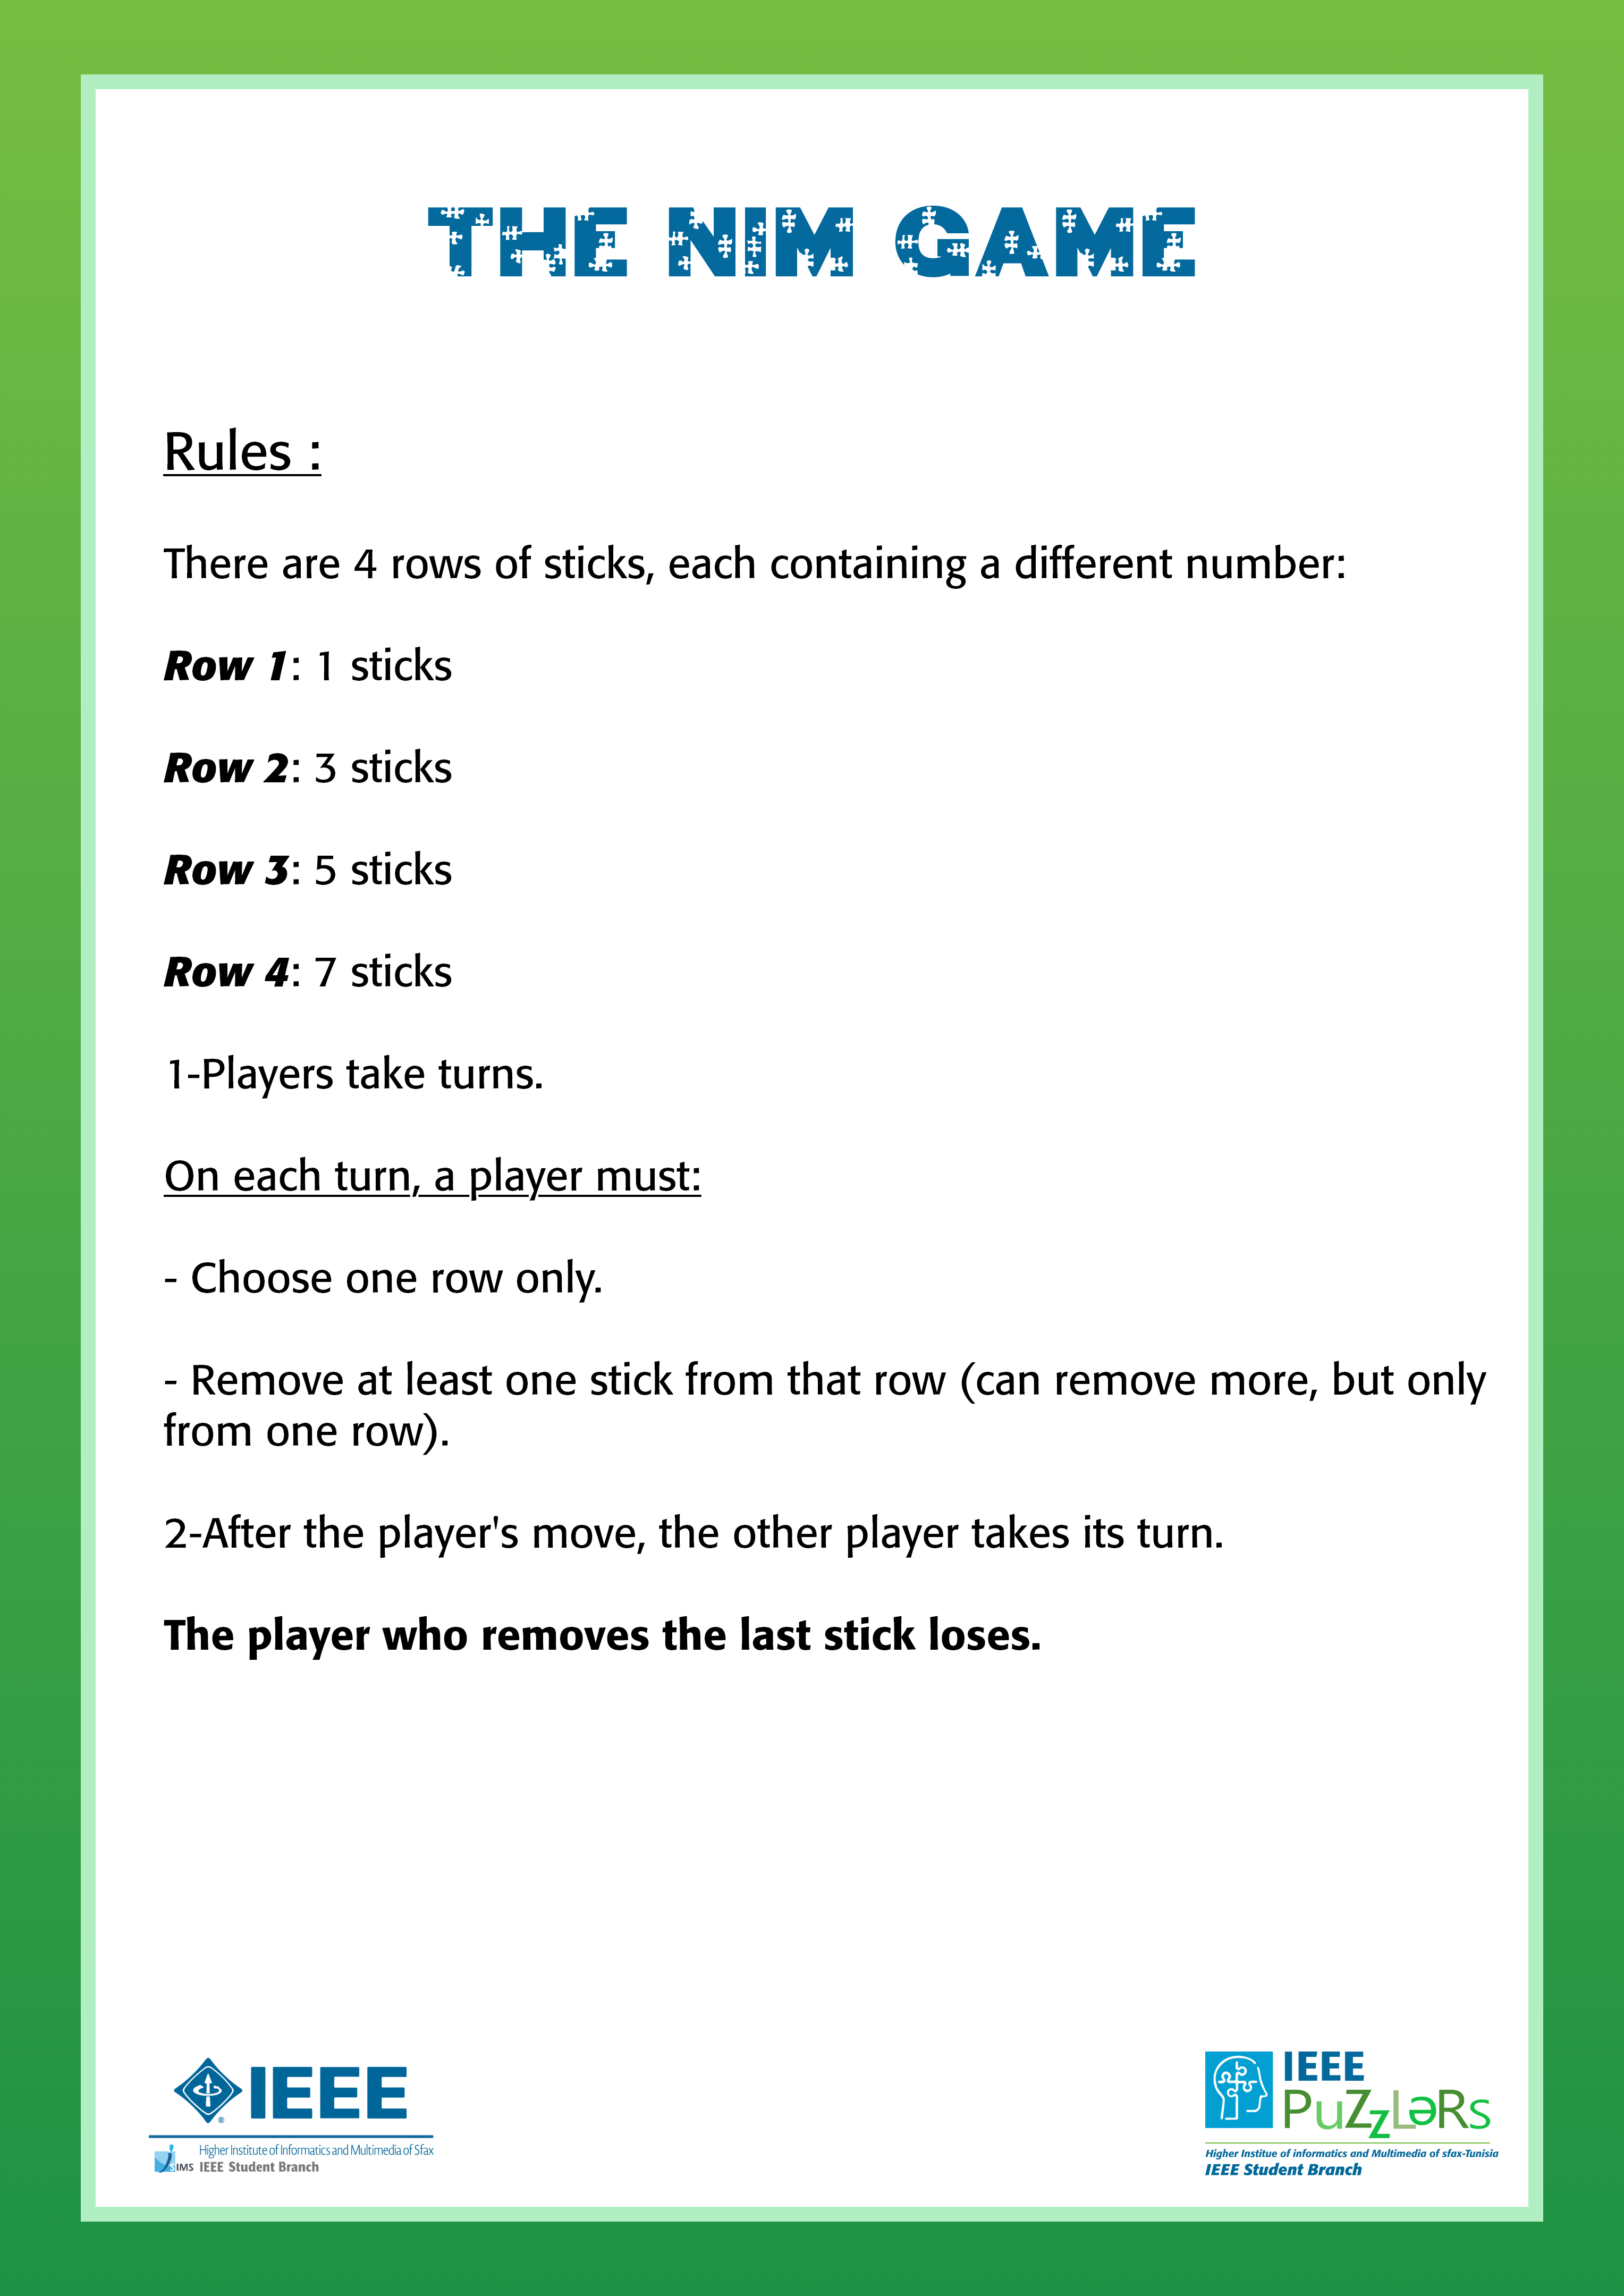 THE NIM GAME
Rules :
There are 4 rows of sticks, each containing a different number:
Row 1: 1 sticks
Row 2: 3 sticks
Row 3: 5 sticks
Row 4: 7 sticks
1-Players take turns.
On each turn, a player must:
- Choose one row only.
- Remove at least one stick from that row (can remove more, but only
from one row).
2-After the player's move, the other player takes its turn.
The player who removes the last stick loses.
IEEE
®
Higher Institute of Informatics and Multimedia of Sfax
IMS IEEE Student Branch
IEEE
PuZzLəRs
Higher Institue of informatics and Multimedia of sfax-Tunisia
IEEE Student Branch